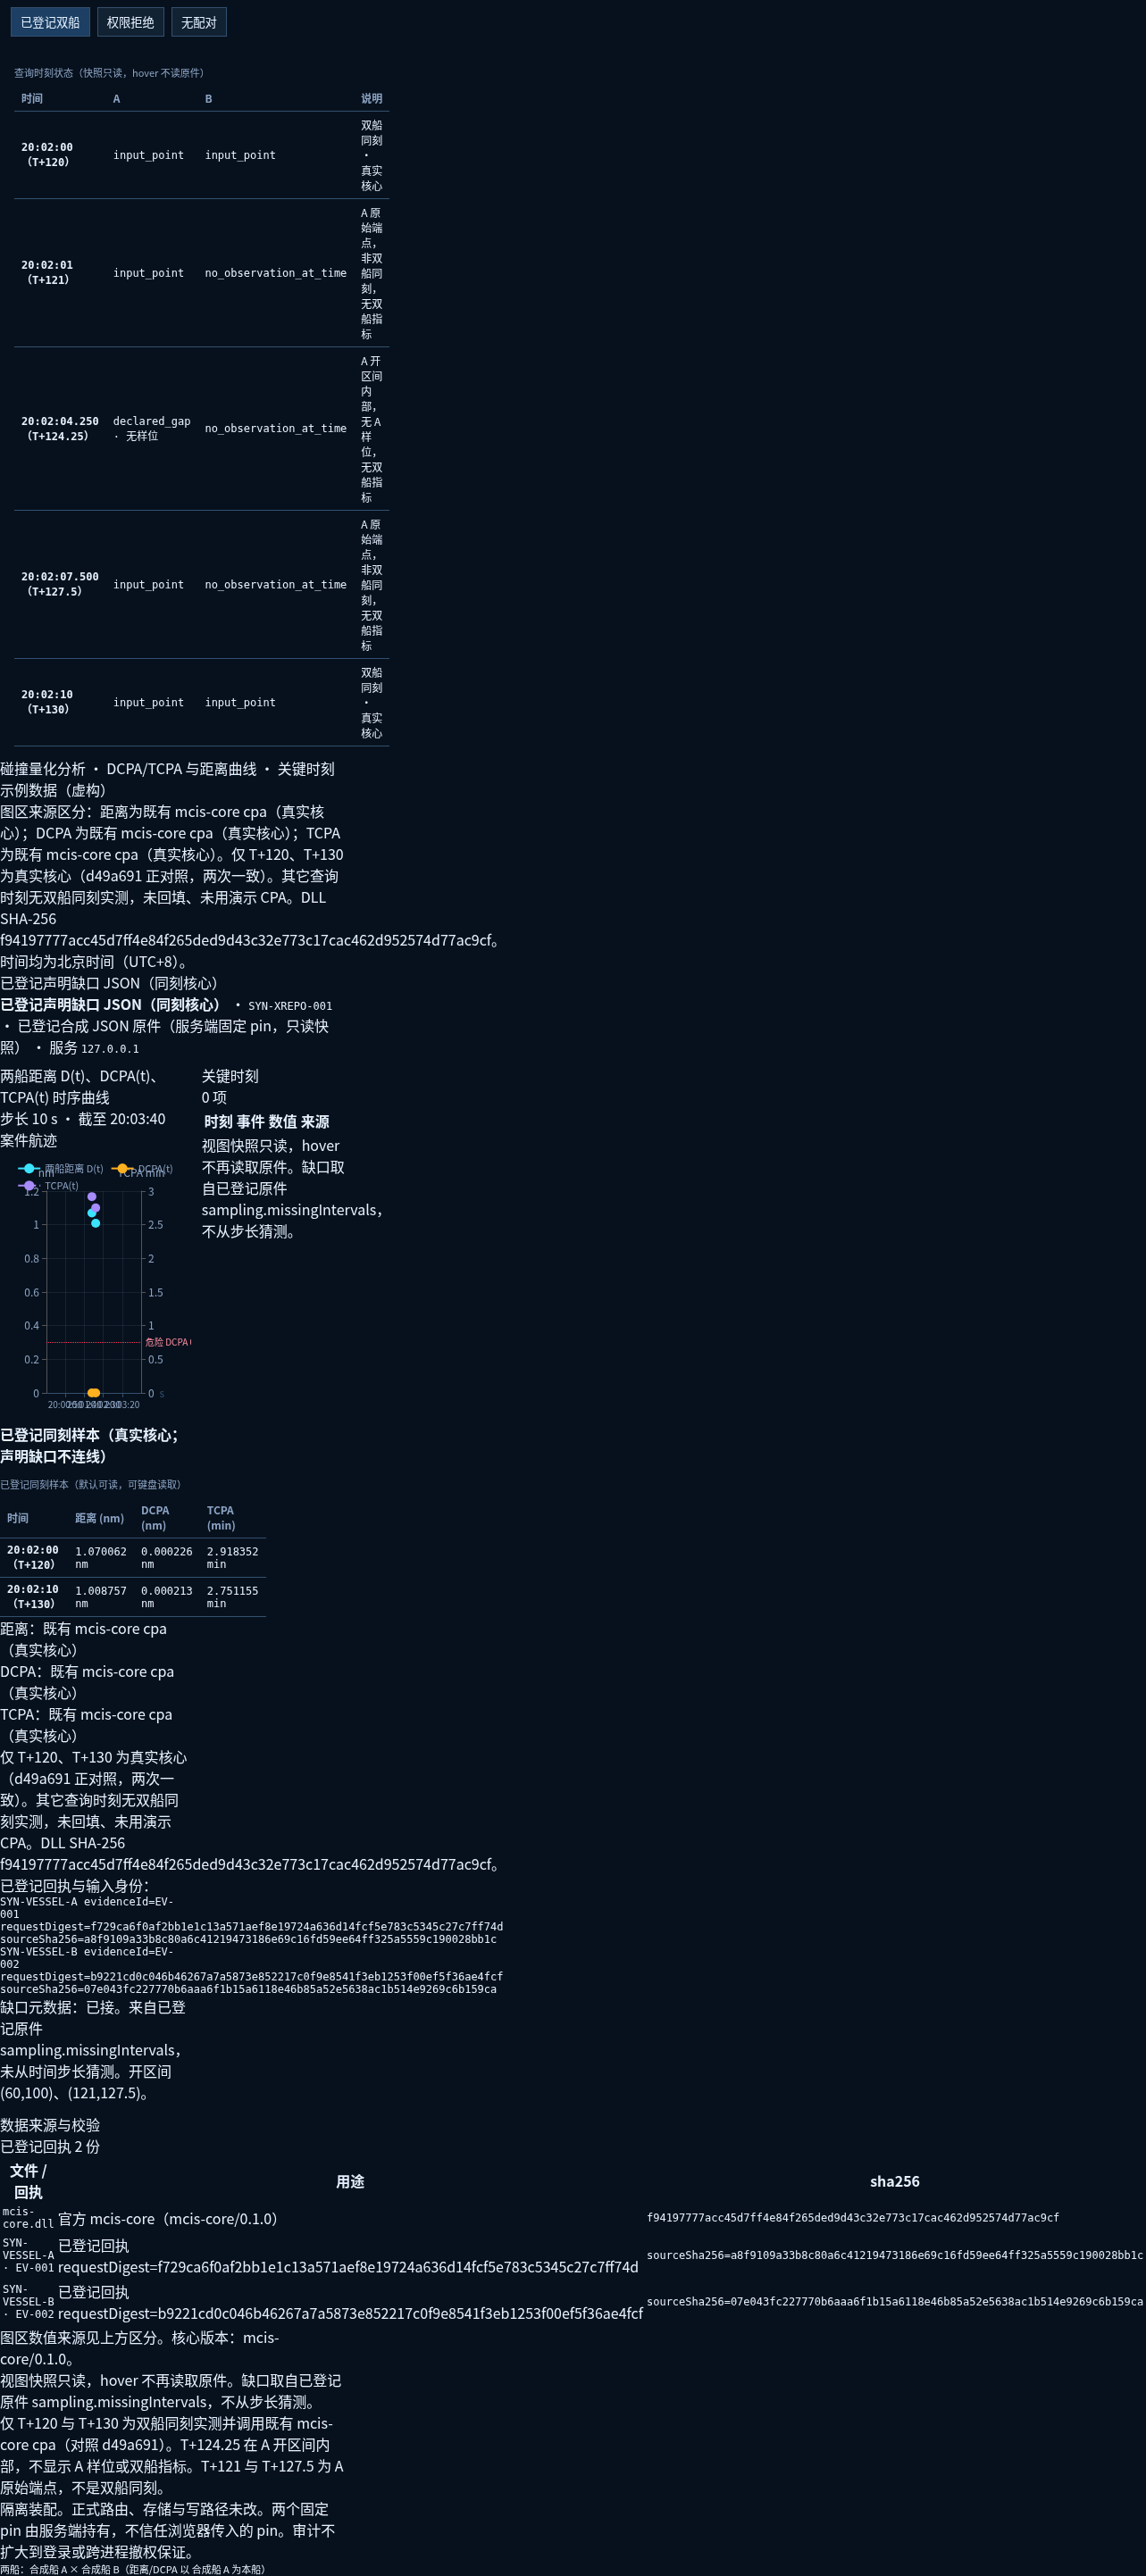 已登记双船 权限拒绝 无配对
查询时刻状态（快照只读，hover 不读原件）
时间 A B 说明
20:02:00
（T+120）
input_point input_point
双船
同刻
·
真实
核心
20:02:01
（T+121）
input_point no_observation_at_time
A 原
始端
点，
非双
船同
刻，
无双
船指
标
20:02:04.250
（T+124.25）
declared_gap
· 无样位
no_observation_at_time
A 开
区间
内
部，
无 A
样
位，
无双
船指
标
20:02:07.500
（T+127.5）
input_point no_observation_at_time
A 原
始端
点，
非双
船同
刻，
无双
船指
标
20:02:10
（T+130）
input_point input_point
双船
同刻
·
真实
核心
碰撞量化分析 · DCPA/TCPA 与距离曲线 · 关键时刻
示例数据（虚构）
图区来源区分：距离为既有 mcis-core cpa（真实核
心）；DCPA 为既有 mcis-core cpa（真实核心）；TCPA
为既有 mcis-core cpa（真实核心）。仅 T+120、T+130
为真实核心（d49a691 正对照，两次一致）。其它查询
时刻无双船同刻实测，未回填、未用演示 CPA。DLL
SHA-256
f94197777acc45d7ff4e84f265ded9d43c32e773c17cac462d952574d77ac9cf。
时间均为北京时间（UTC+8）。
已登记声明缺口 JSON（同刻核心）
已登记声明缺口 JSON（同刻核心） · SYN-XREPO-001
· 已登记合成 JSON 原件（服务端固定 pin，只读快
照） · 服务 127.0.0.1
两船距离 D(t)、DCPA(t)、
TCPA(t) 时序曲线
步长 10 s · 截至 20:03:40
案件航迹
关键时刻
0 项
时刻 事件 数值 来源
视图快照只读，hover
不再读取原件。缺口取
自已登记原件
sampling.missingIntervals，
不从步长猜测。
两船距离 D(t) DCPA(t)
TCPA(t)
nm TCPA min
1.2 3
1 2.5
0.8 2
0.6 1.5
0.4 1
危险 DCPA
0.2 0.5
0 0 s
20:03:20
已登记同刻样本（真实核心；
声明缺口不连线）
已登记同刻样本（默认可读，可键盘读取）
时间 距离 (nm) DCPA
(nm) TCPA
(min)
20:02:00
（T+120）
1.070062
nm
0.000226
nm
2.918352
min
20:02:10
（T+130）
1.008757
nm
0.000213
nm
2.751155
min
距离：既有 mcis-core cpa
（真实核心）
DCPA：既有 mcis-core cpa
（真实核心）
TCPA：既有 mcis-core cpa
（真实核心）
仅 T+120、T+130 为真实核心
（d49a691 正对照，两次一
致）。其它查询时刻无双船同
刻实测，未回填、未用演示
CPA。DLL SHA-256
f94197777acc45d7ff4e84f265ded9d43c32e773c17cac462d952574d77ac9cf。
已登记回执与输入身份：
SYN-VESSEL-A evidenceId=EV-
001
requestDigest=f729ca6f0af2bb1e1c13a571aef8e19724a636d14fcf5e783c5345c27c7ff74d
sourceSha256=a8f9109a33b8c80a6c41219473186e69c16fd59ee64ff325a5559c190028bb1c
SYN-VESSEL-B evidenceId=EV-
002
requestDigest=b9221cd0c046b46267a7a5873e852217c0f9e8541f3eb1253f00ef5f36ae4fcf
sourceSha256=07e043fc227770b6aaa6f1b15a6118e46b85a52e5638ac1b514e9269c6b159ca
缺口元数据：已接。来自已登
记原件
sampling.missingIntervals，
未从时间步长猜测。开区间
(60,100)、(121,127.5)。
数据来源与校验
已登记回执 2 份
文件 /
回执
用途 sha256
mcis-
core.dll
官方 mcis-core（mcis-core/0.1.0） f94197777acc45d7ff4e84f265ded9d43c32e773c17cac462d952574d77ac9cf
SYN-
VESSEL-A
· EV-001
已登记回执
requestDigest=f729ca6f0af2bb1e1c13a571aef8e19724a636d14fcf5e783c5345c27c7ff74d
sourceSha256=a8f9109a33b8c80a6c41219473186e69c16fd59ee64ff325a5559c190028bb1c
SYN-
VESSEL-B
· EV-002
已登记回执
requestDigest=b9221cd0c046b46267a7a5873e852217c0f9e8541f3eb1253f00ef5f36ae4fcf
sourceSha256=07e043fc227770b6aaa6f1b15a6118e46b85a52e5638ac1b514e9269c6b159ca
图区数值来源见上方区分。核心版本：mcis-
core/0.1.0。
视图快照只读，hover 不再读取原件。缺口取自已登记
原件 sampling.missingIntervals，不从步长猜测。
仅 T+120 与 T+130 为双船同刻实测并调用既有 mcis-
core cpa（对照 d49a691）。T+124.25 在 A 开区间内
部，不显示 A 样位或双船指标。T+121 与 T+127.5 为 A
原始端点，不是双船同刻。
隔离装配。正式路由、存储与写路径未改。两个固定
pin 由服务端持有，不信任浏览器传入的 pin。审计不
扩大到登录或跨进程撤权保证。
两船：合成船 A × 合成船 B（距离/DCPA 以 合成船 A 为本船）